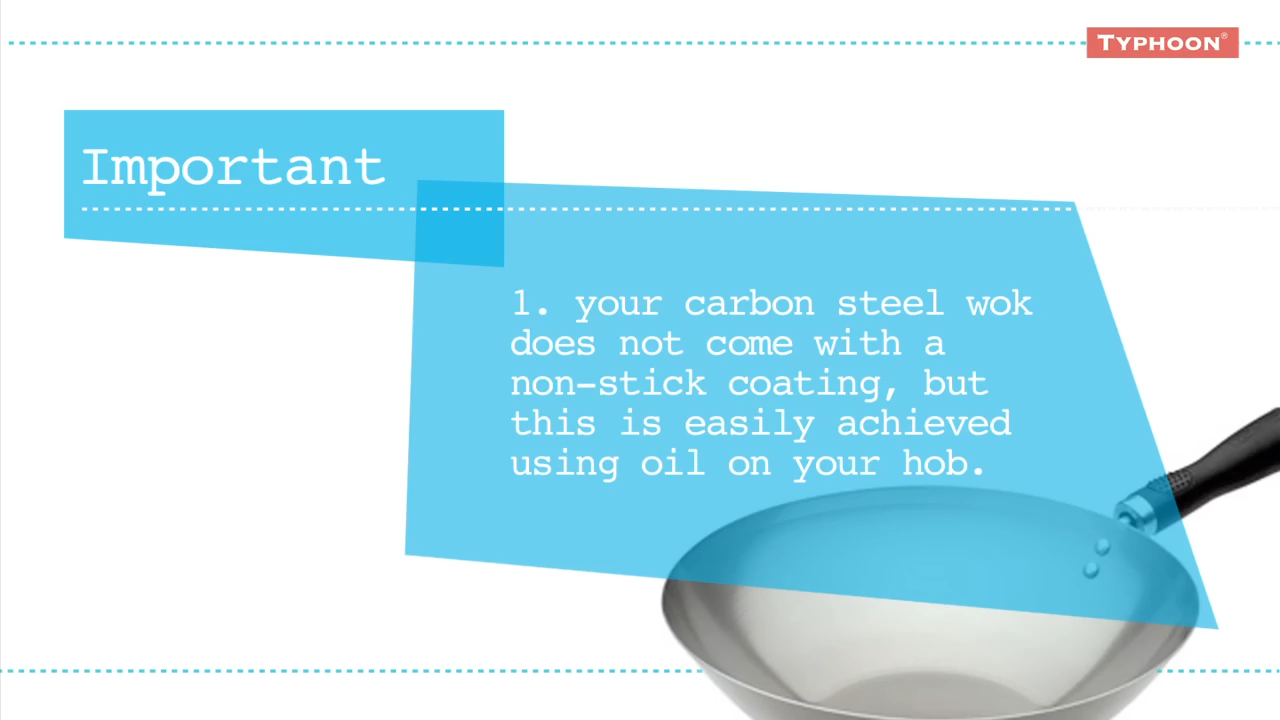 TYPHOON®
Important
1. your carbon steel wok
does not come with a
non-stick coating, but
this is easily achieved
using oil on your hob.